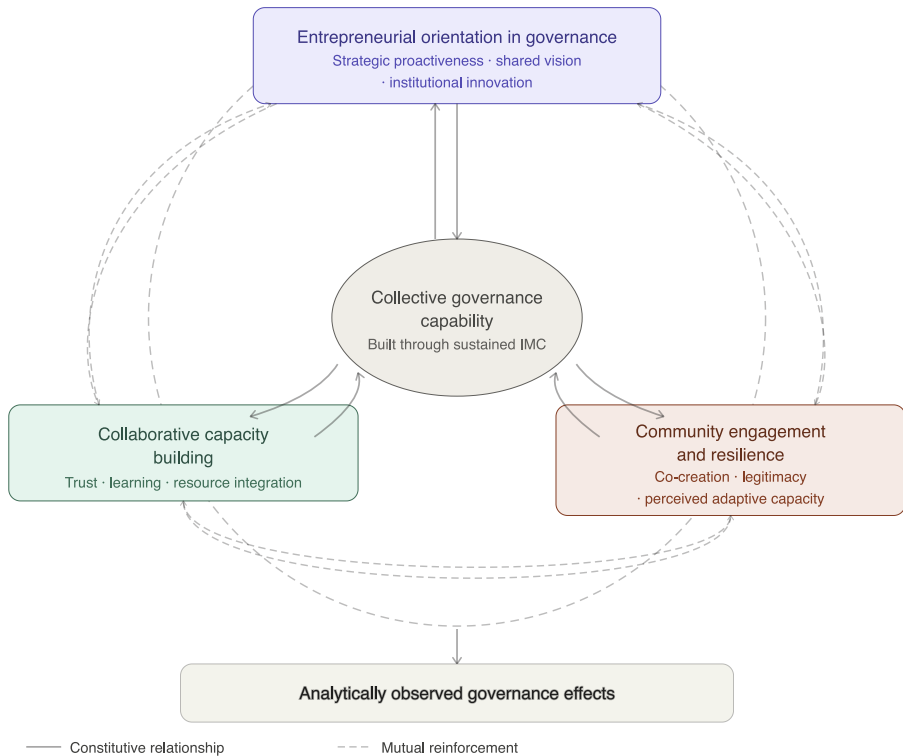 Entrepreneurial orientation in governance
Strategic proactiveness · shared vision
· institutional innovation
Collective governance
capability
Built through sustained IMC
Collaborative capacity
building
Trust · learning · resource integration
Community engagement
and resilience
Co-creation · legitimacy
· perceived adaptive capacity
Analytically observed governance effects
Constitutive relationship
Mutual reinforcement